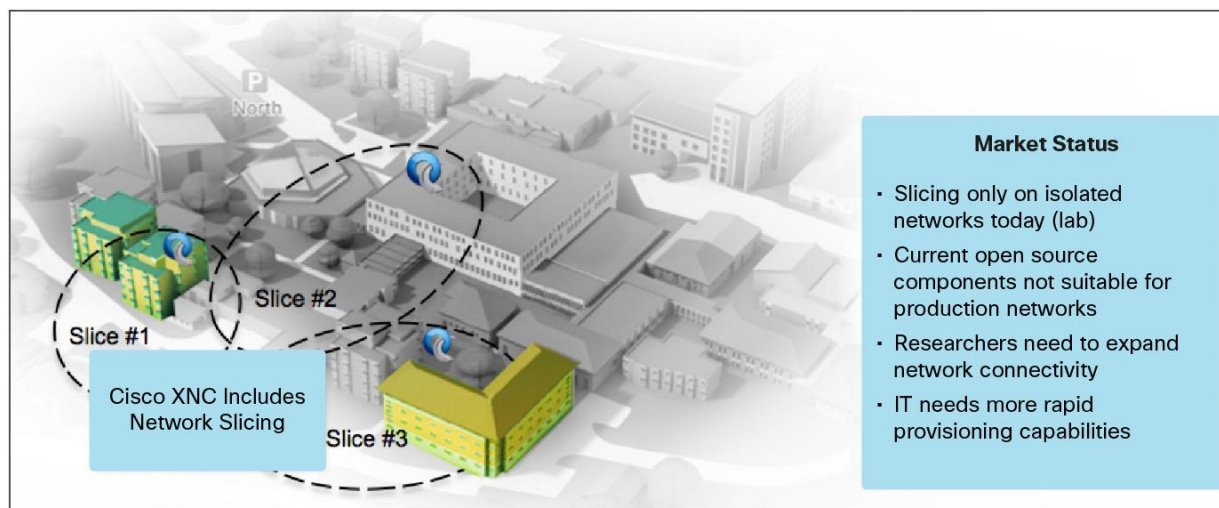 P
North
Slice #2
Slice #1
Cisco XNC Includes
Network Slicing
Slice #3
Market Status
· Slicing only on isolated
networks today (lab)
· Current open source
components not suitable for
production networks
· Researchers need to expand
network connectivity
· IT needs more rapid
provisioning capabilities